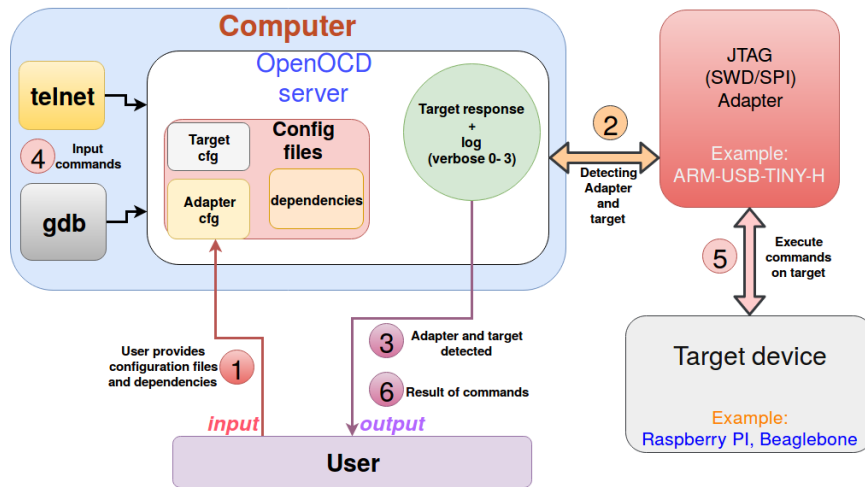 Computer
OpenOCD
server
telnet
4
Input
commands
gdb
Target
cfg
Config
files
Adapter
cfg
dependencies
Target response
+
log
(verbose 0- 3)
2
Detecting
Adapter
and
target
JTAG
(SWD/SPI)
Adapter
Example:
ARM-USB-TINY-H
5
Execute
commands
on target
Target device
Example:
Raspberry PI, Beaglebone
User provides
configuration files
and dependencies
1
3
Adapter and target
detected
6
Result of commands
input
output
User